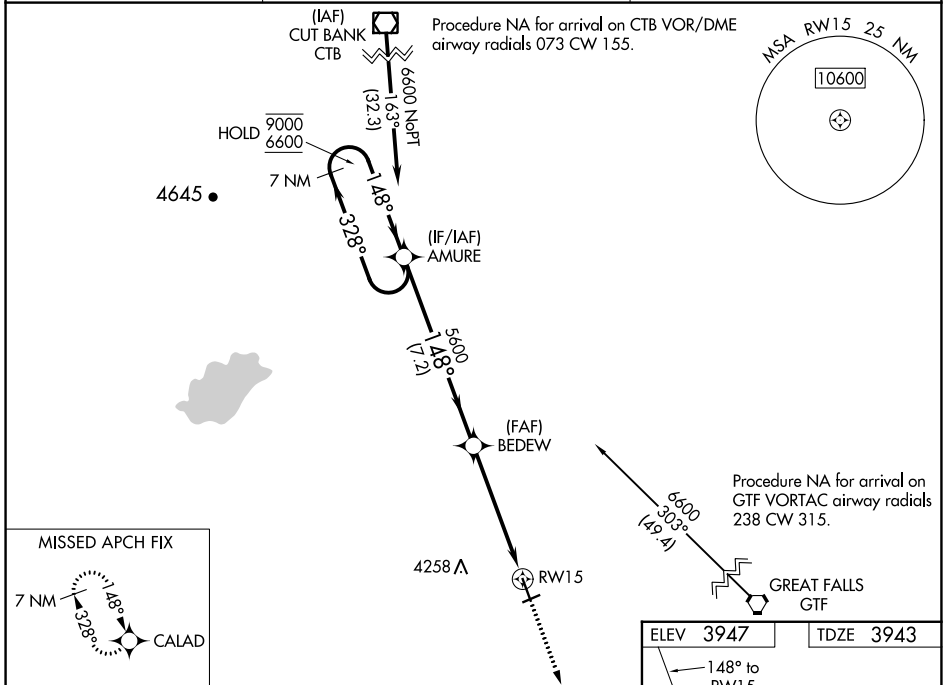 (IAF)
CUT BANK
CTB
Procedure NA for arrival on CTB VOR/DME
airway radials 073 CW 155.
MSA RW15 25 NM
10600
6600 NoPT
163°
(32.3)
HOLD
9000
6600
7 NM
148°
328°
4645
(IF/IAF)
AMURE
5600
148°
(7.2)
(FAF)
BEDEW
Procedure NA for arrival on
GTF VORTAC airway radials
238 CW 315.
6600
303°
(49.4)
GREAT FALLS
GTF
4258
RW15
MISSED APCH FIX
7 NM
148°
328°
CALAD
ELEV 3947
TDZE 3943
148° to
RW15